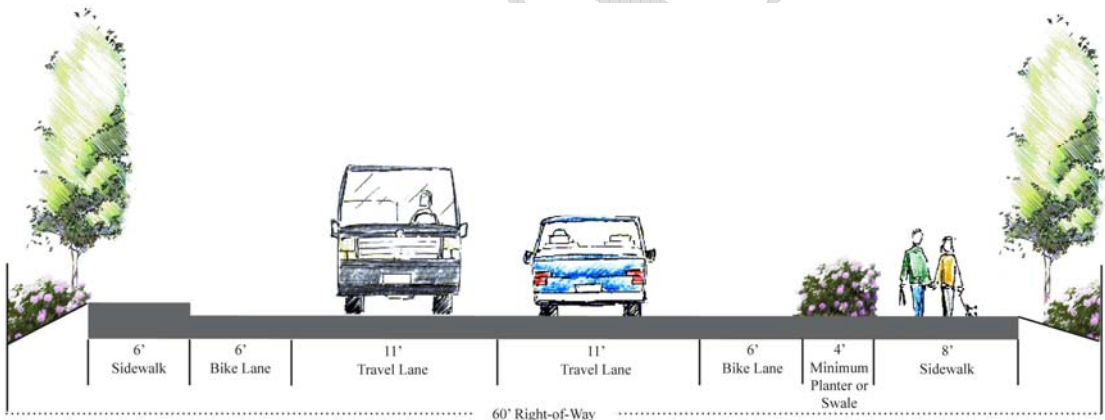 6’
Sidewalk
6’
Bike Lane
11’
Travel Lane
11’
Travel Lane
6’
Bike Lane
4’
Minimum
Planter or
Swale
8’
Sidewalk
60’ Right-of-Way